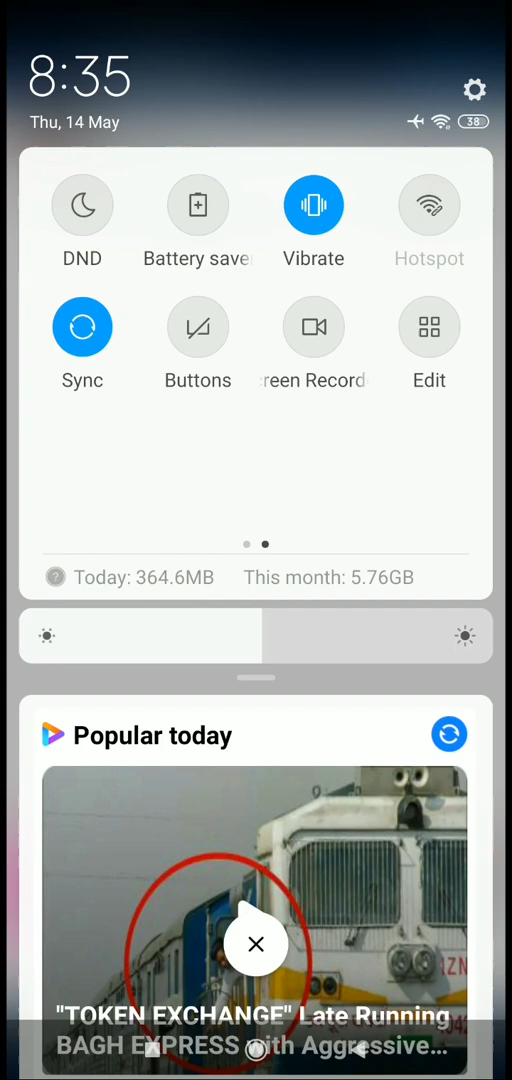 8:35
Thu, 14 May
38
DND
Battery save
Vibrate
Hotspot
Sync
Buttons
reen Record
Edit
? Today: 364.6MB This month: 5.76GB
Popular today
"TOKEN EXCHANGE" Late Running
BAGH EXPRESS with Aggressive...